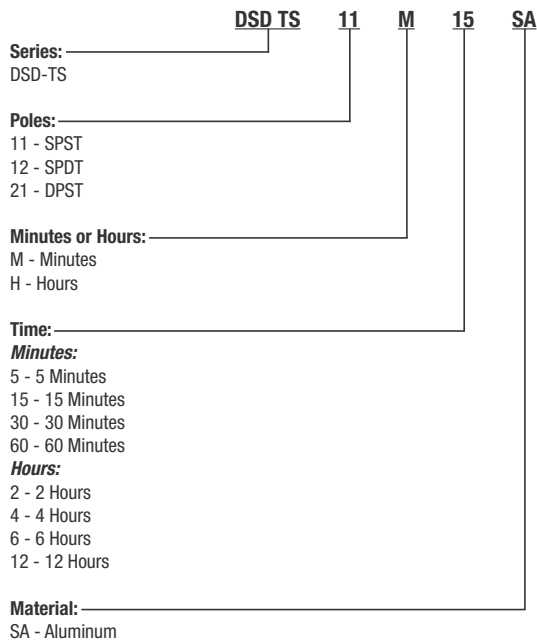 DSD TS 11 M 15 SA
Series:
DSD-TS
Poles:
11 - SPST
12 - SPDT
21 - DPST
Minutes or Hours:
M - Minutes
H - Hours
Time:
Minutes:
5 - 5 Minutes
15 - 15 Minutes
30 - 30 Minutes
60 - 60 Minutes
Hours:
2 - 2 Hours
4 - 4 Hours
6 - 6 Hours
12 - 12 Hours
Material:
SA - Aluminum